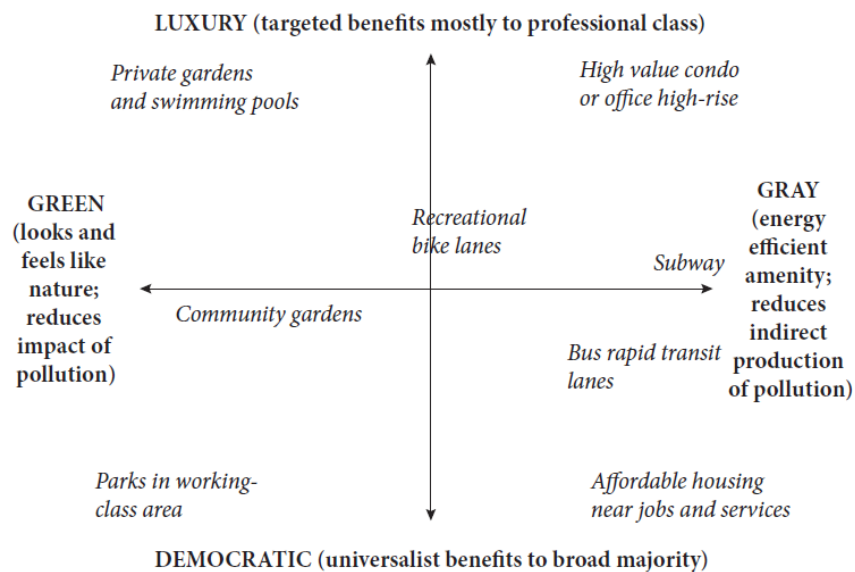 LUXURY (targeted benefits mostly to professional class)
Private gardens
and swimming pools
High value condo
or office high-rise
GREEN
(looks and
feels like
nature;
reduces
impact of
pollution)
Recreational
bike lanes
Subway
GRAY
(energy
efficient
amenity;
reduces
indirect
production
of pollution)
Community gardens
Bus rapid transit
lanes
Parks in working-
class area
Affordable housing
near jobs and services
DEMOCRATIC (universalist benefits to broad majority)